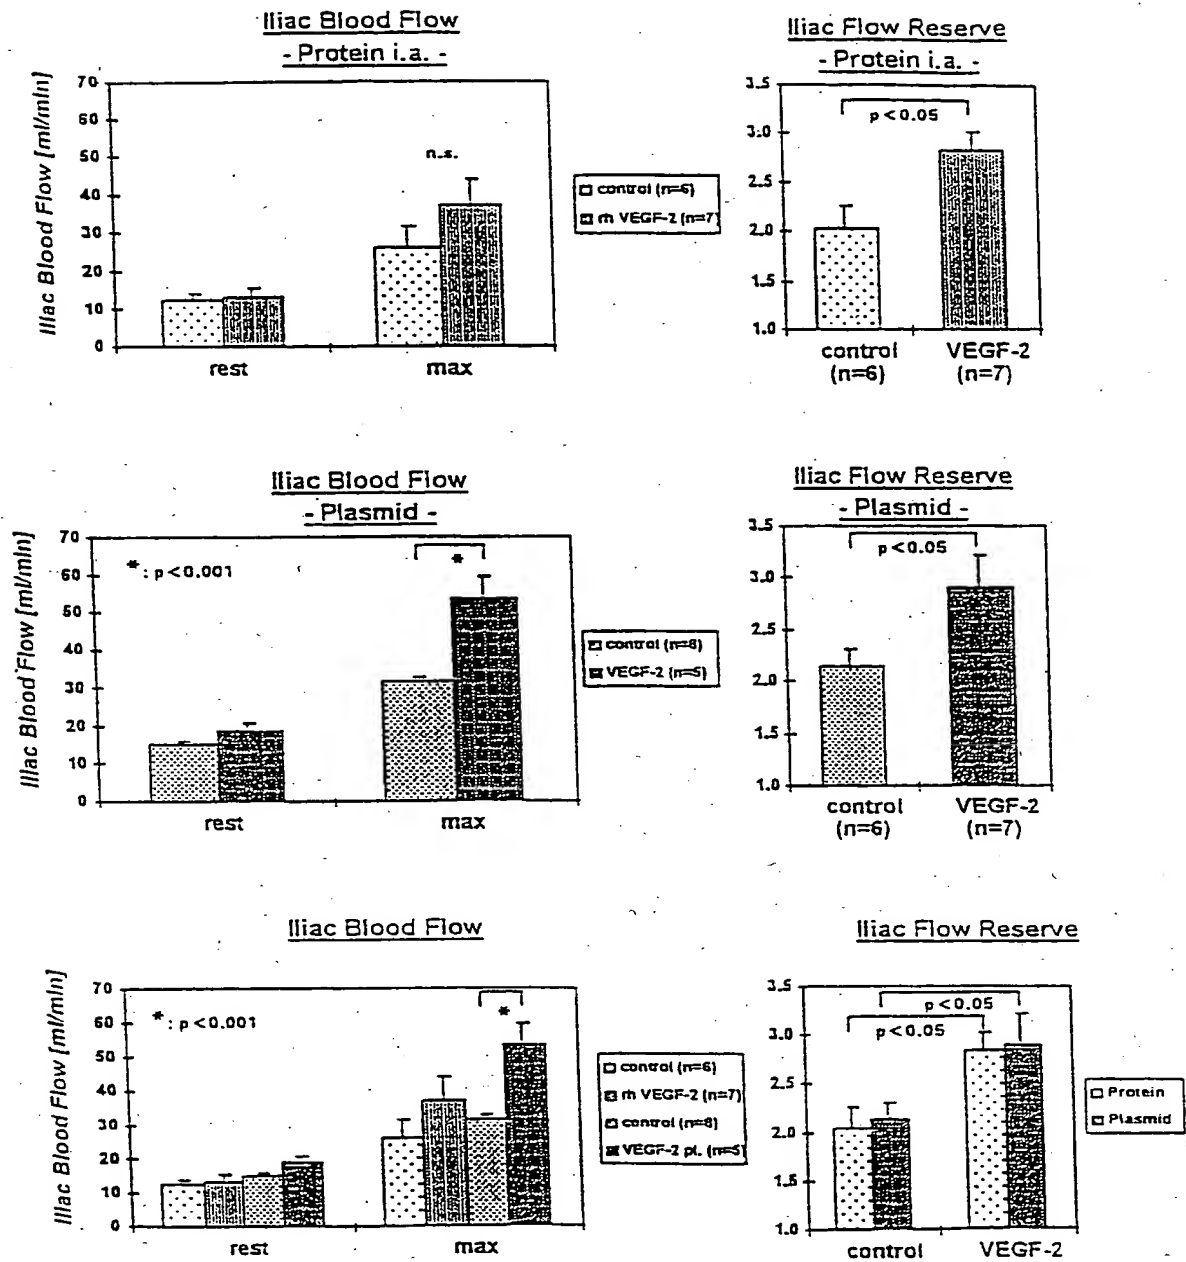 Iliac Blood Flow
- Protein i.a. -
Iliac Blood Flow [ml/min]
70
60
50
40
30
20
10
0
n.s.
rest
max
control (n=6)
rh VEGF-2 (n=7)
Iliac Flow Reserve
- Protein i.a. -
3.5
3.0
2.5
2.0
1.5
1.0
p<0.05
control
(n=6)
VEGF-2
(n=7)
Iliac Blood Flow
- Plasmid -
Iliac Blood Flow [ml/min]
70
60
50
40
30
20
10
0
*: p<0.001
*
rest
max
control (n=8)
VEGF-2 (n=5)
Iliac Flow Reserve
- Plasmid -
3.5
3.0
2.5
2.0
1.5
1.0
p<0.05
control
(n=6)
VEGF-2
(n=7)
Iliac Blood Flow
Iliac Blood Flow [ml/min]
70
60
50
40
30
20
10
0
*: p<0.001
*
rest
max
control (n=6)
rh VEGF-2 (n=7)
control (n=8)
VEGF-2 pl. (n=5)
Iliac Flow Reserve
3.5
3.0
2.5
2.0
1.5
1.0
p<0.05
p<0.05
control
VEGF-2
Protein
Plasmid